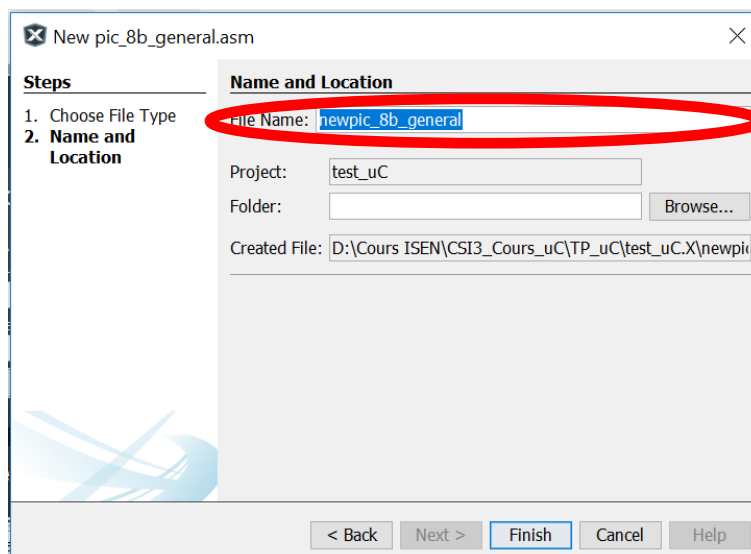 New pic_8b_general.asm
Steps
1. Choose File Type
2. Name and
Location
Name and Location
File Name: newpic_8b_general
Project: test_uC
Folder:
Browse...
Created File: D:\Cours ISEN\CSI3_Cours_uC\TP_uC\test_uC.X\newpi
< Back
Next >
Finish
Cancel
Help